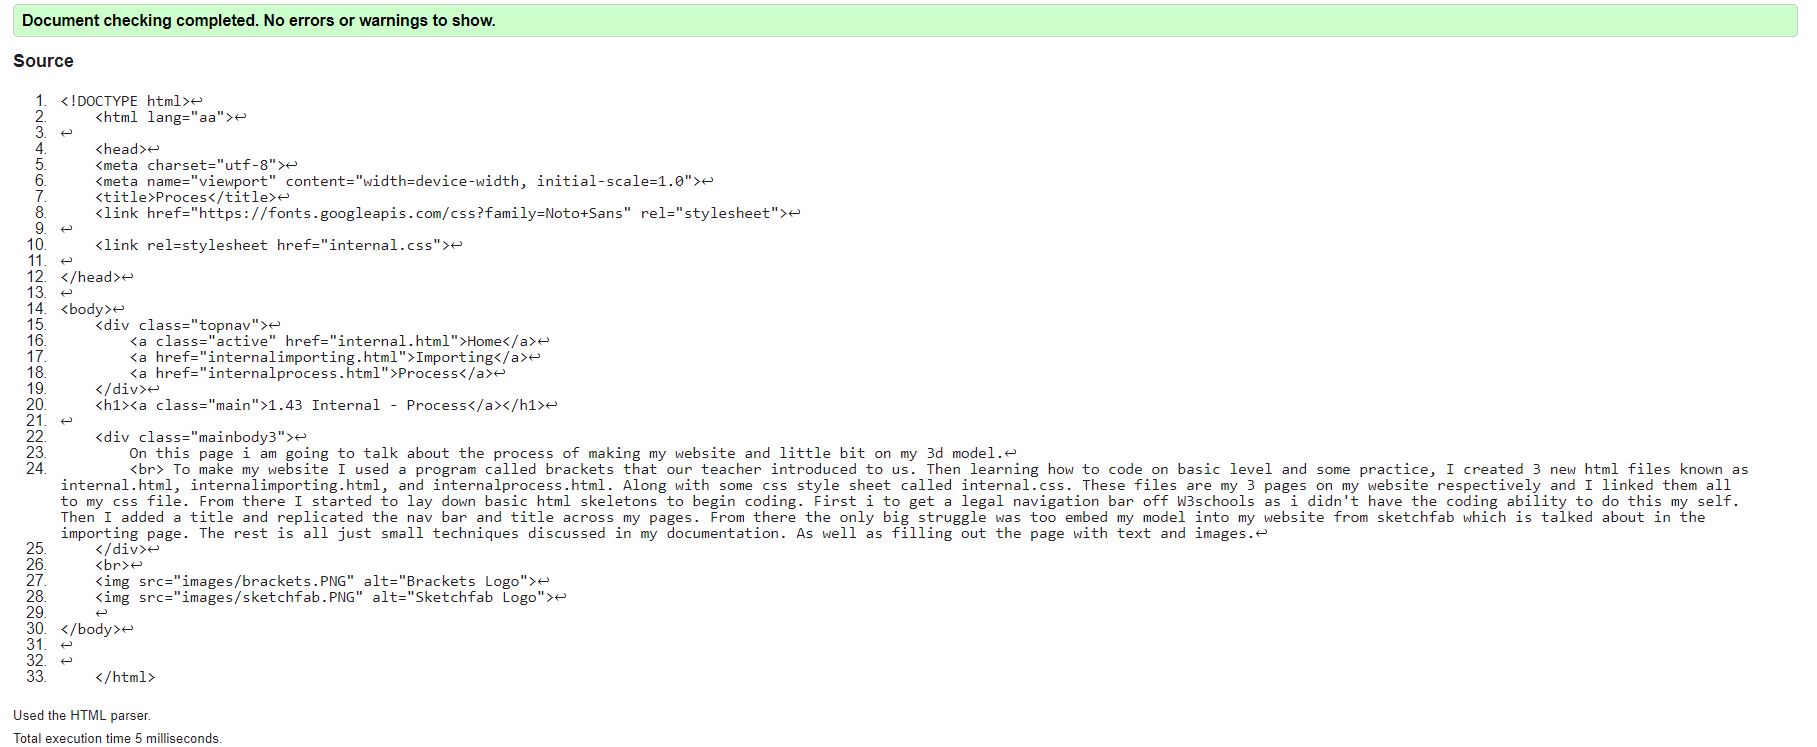 Document checking completed. No errors or warnings to show.
Source
1. <!DOCTYPE html>↩
2. <html lang="aa">↩
3. ↩
4. <head>↩
5. <meta charset="utf-8">↩
6. <meta name="viewport" content="width=device-width, initial-scale=1.0">↩
7. <title>Proces</title>↩
8. <link href="https://fonts.googleapis.com/css?family=Noto+Sans" rel="stylesheet">↩
9. ↩
10. <link rel=stylesheet href="internal.css">↩
11. ↩
12. </head>↩
13. ↩
14. <body>↩
15. <div class="topnav">↩
16. <a class="active" href="internal.html">Home</a>↩
17. <a href="internalimporting.html">Importing</a>↩
18. <a href="internalprocess.html">Process</a>↩
19. </div>↩
20. <h1><a class="main">1.43 Internal - Process</a></h1>↩
21. ↩
22. <div class="mainbody3">↩
23. On this page i am going to talk about the process of making my website and little bit on my 3d model.↩
24. <br> To make my website I used a program called brackets that our teacher introduced to us. Then learning how to code on basic level and some practice, I created 3 new html files known as
internal.html, internalimporting.html, and internalprocess.html. Along with some css style sheet called internal.css. These files are my 3 pages on my website respectively and I linked them all
to my css file. From there I started to lay down basic html skeletons to begin coding. First i to get a legal navigation bar off W3schools as i didn't have the coding ability to do this my self.
Then I added a title and replicated the nav bar and title across my pages. From there the only big struggle was too embed my model into my website from sketchfab which is talked about in the
importing page. The rest is all just small techniques discussed in my documentation. As well as filling out the page with text and images.↩
25. </div>↩
26. <br>↩
27. <img src="images/brackets.PNG" alt="Brackets Logo">↩
28. <img src="images/sketchfab.PNG" alt="Sketchfab Logo">↩
29. ↩
30. </body>↩
31. ↩
32. ↩
33. </html>
Used the HTML parser.
Total execution time 5 milliseconds.